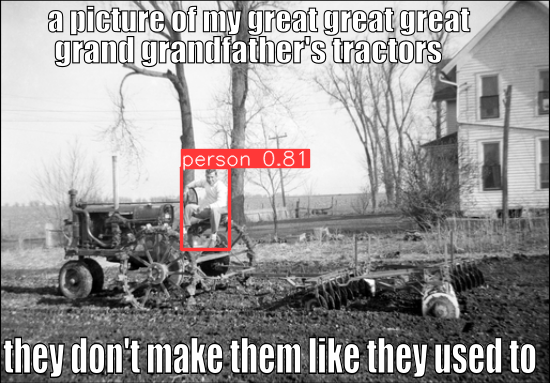 a picture of my great great great
grand grandfather's tractors
person 0.81
they don't make them like they used to